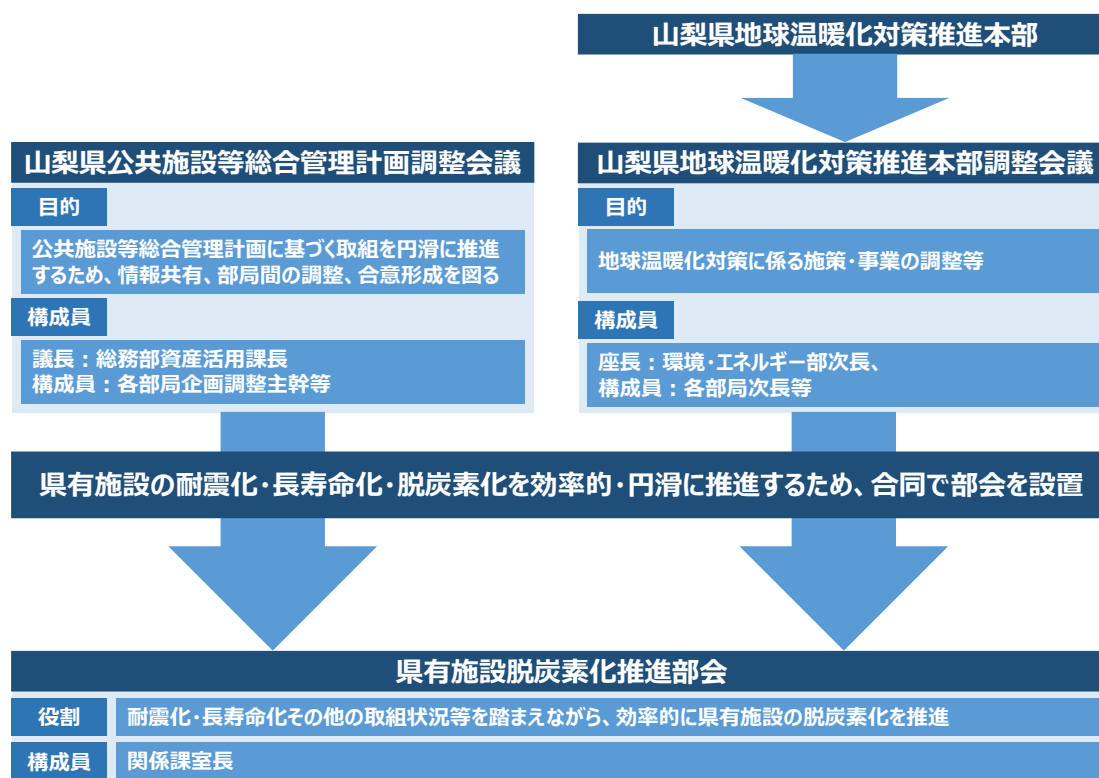 山梨県地球温暖化対策推進本部
山梨県公共施設等総合管理計画調整会議
目的
公共施設等総合管理計画に基づく取組を円滑に推進
するため、情報共有、部局間の調整、合意形成を図る
構成員
議長：総務部資産活用課長
構成員：各部局企画調整主幹等
山梨県地球温暖化対策推進本部調整会議
目的
地球温暖化対策に係る施策・事業の調整等
構成員
座長：環境・エネルギー部次長、
構成員：各部局次長等
県有施設の耐震化・長寿命化・脱炭素化を効率的・円滑に推進するため、合同で部会を設置
県有施設脱炭素化推進部会
役割
耐震化・長寿命化その他の取組状況等を踏まえながら、効率的に県有施設の脱炭素化を推進
構成員
関係課室長